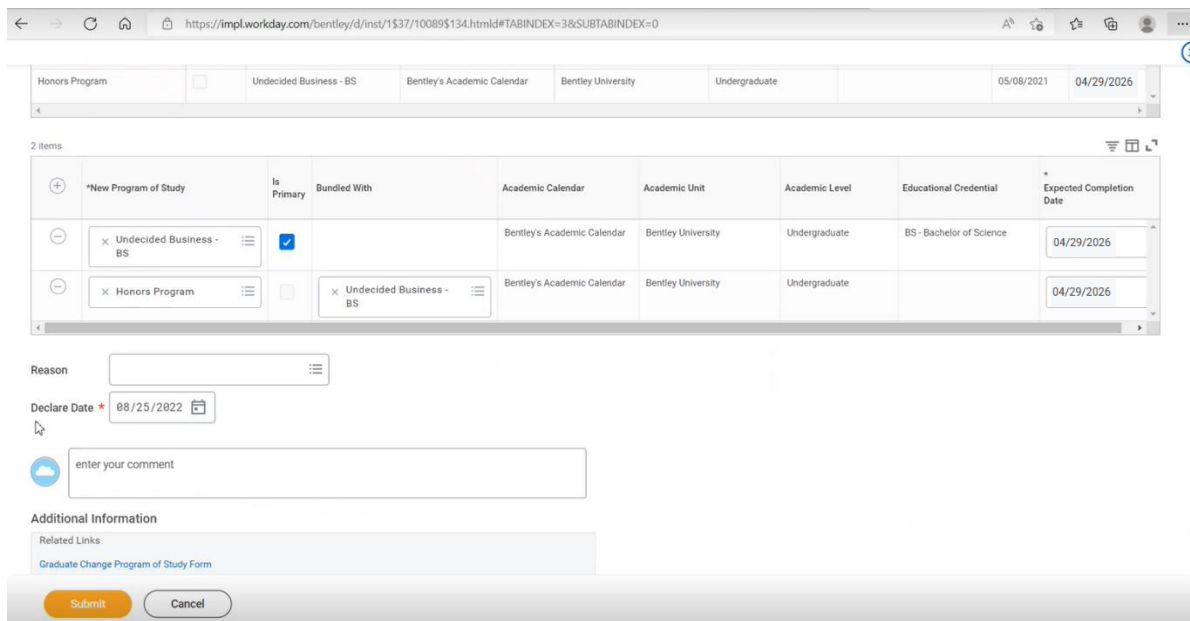 https://impl.workday.com/bentley/d/inst/1$37/10089$134.htmld#TABINDEX=3&SUBTABINDEX=0
Honors Program Undecided Business - BS Bentley's Academic Calendar Bentley University Undergraduate 05/08/2021 04/29/2026
2 items
*New Program of Study Is Primary Bundled With Academic Calendar Academic Unit Academic Level Educational Credential * Expected Completion Date
× Undecided Business - BS Bentley's Academic Calendar Bentley University Undergraduate BS - Bachelor of Science 04/29/2026
× Honors Program × Undecided Business - BS Bentley's Academic Calendar Bentley University Undergraduate 04/29/2026
Reason
Declare Date * 08/25/2022
enter your comment
Additional Information
Related Links
Graduate Change Program of Study Form
Submit Cancel